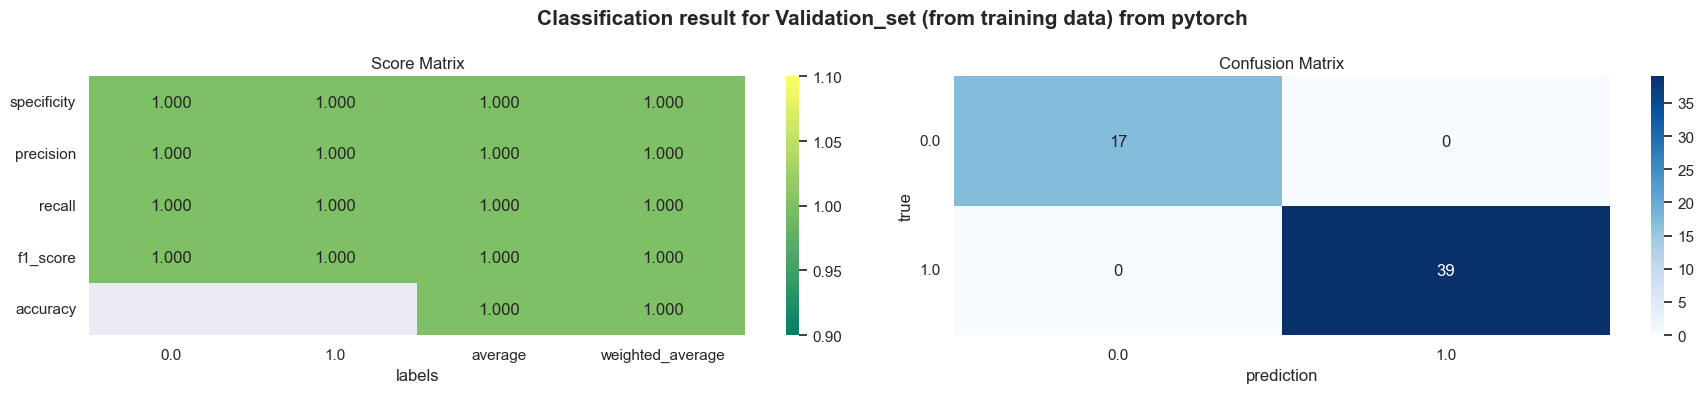 Classification result for Validation_set (from training data) from pytorch
Score Matrix
specificity 1.000 1.000 1.000 1.000
precision 1.000 1.000 1.000 1.000
recall 1.000 1.000 1.000 1.000
f1_score 1.000 1.000 1.000 1.000
accuracy 1.000 1.000
0.0 1.0 average weighted_average
labels
1.10
1.05
1.00
0.95
0.90
Confusion Matrix
true
0.0 17 0
1.0 0 39
0.0 1.0
prediction
35
30
25
20
15
10
5
0